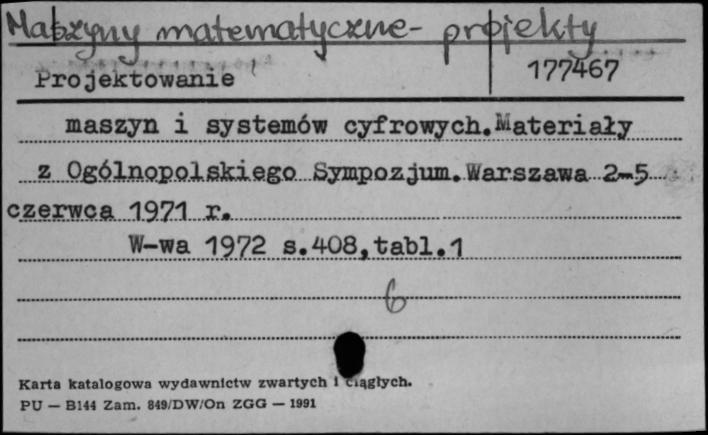 Maszyny matematyczne - projekty
Projektowanie
177467
maszyn i systemów cyfrowych.Materiały
z Ogólnopolskiego Sympozjum.Warszawa 2-5
czerwca 1971 r.
W-wa 1972 s.408,tabl.1
6
Karta katalogowa wydawnictw zwartych i ciągłych.
PU — B144 Zam. 849/DW/On ZGG — 1991